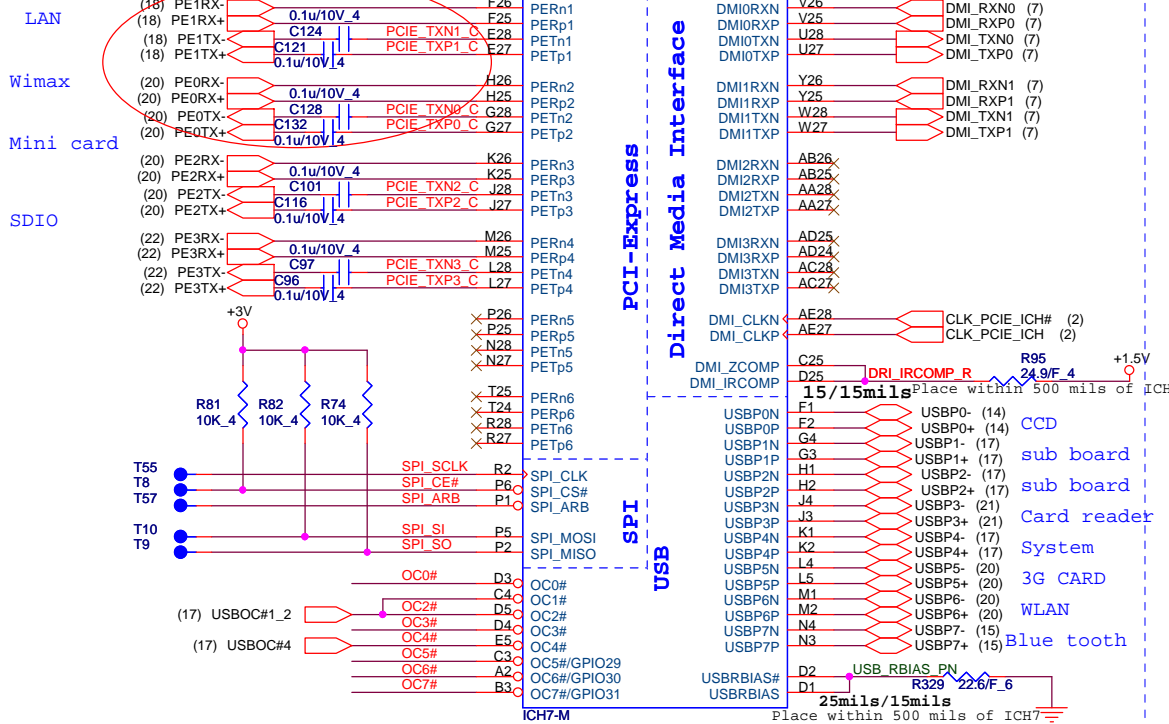 LAN
Wimax
Mini card
SDIO
(18) PE1RX-
(18) PE1RX+
(18) PE1TX-
(18) PE1TX+
0.1u/10V_4
C124
C121
0.1u/10V_4
PCIE_TXN1_C
PCIE_TXP1_C
F26
F25
E28
E27
PERn1
PERp1
PETn1
PETp1
(20) PE0RX-
(20) PE0RX+
(20) PE0TX-
(20) PE0TX+
0.1u/10V_4
C128
C132
0.1u/10V_4
PCIE_TXN0_C
PCIE_TXP0_C
H26
H25
G28
G27
PERn2
PERp2
PETn2
PETp2
(20) PE2RX-
(20) PE2RX+
(20) PE2TX-
(20) PE2TX+
C101
C116
0.1u/10V_4
0.1u/10V_4
PCIE_TXN2_C
PCIE_TXP2_C
K26
K25
J28
J27
PERn3
PERp3
PETn3
PETp3
(22) PE3RX-
(22) PE3RX+
(22) PE3TX-
(22) PE3TX+
0.1u/10V_4
C97
C96
0.1u/10V_4
PCIE_TXN3_C
PCIE_TXP3_C
M26
M25
L28
L27
PERn4
PERp4
PETn4
PETp4
P26
P25
N28
N27
PERn5
PERp5
PETn5
PETp5
T25
T24
R28
R27
PERn6
PERp6
PETn6
PETp6
+3V
R81
10K_4
R82
10K_4
R74
10K_4
T55
T8
T57
T10
T9
SPI_SCLK
SPI_CE#
SPI_ARB
SPI_SI
SPI_SO
R2
P6
P1
P5
P2
SPI_CLK
SPI_CS#
SPI_ARB
SPI_MOSI
SPI_MISO
(17) USBOC#1_2
(17) USBOC#4
OC0#
OC2#
OC3#
OC4#
OC5#
OC6#
OC7#
D3
C4
D5
D4
E5
C3
A2
B3
OC0#
OC1#
OC2#
OC3#
OC4#
OC5#/GPIO29
OC6#/GPIO30
OC7#/GPIO31
ICH7-M
PCI-Express
Direct Media Interface
SPI
USB
DMI0RXN
DMI0RXP
DMI0TXN
DMI0TXP
V26
V25
U28
U27
DMI_RXN0 (7)
DMI_RXP0 (7)
DMI_TXN0 (7)
DMI_TXP0 (7)
DMI1RXN
DMI1RXP
DMI1TXN
DMI1TXP
Y26
Y25
W28
W27
DMI_RXN1 (7)
DMI_RXP1 (7)
DMI_TXN1 (7)
DMI_TXP1 (7)
DMI2RXN
DMI2RXP
DMI2TXN
DMI2TXP
AB26
AB25
AA28
AA27
DMI3RXN
DMI3RXP
DMI3TXN
DMI3TXP
AD25
AD24
AC28
AC27
DMI_CLKN
DMI_CLKP
AE28
AE27
CLK_PCIE_ICH# (2)
CLK_PCIE_ICH (2)
DMI_ZCOMP
DMI_IRCOMP
C25
D25
DRI_IRCOMP_R
R95
24.9/F_4
+1.5V
15/15mils
Place within 500 mils of ICH
USBP0N
USBP0P
USBP1N
USBP1P
USBP2N
USBP2P
USBP3N
USBP3P
USBP4N
USBP4P
USBP5N
USBP5P
USBP6N
USBP6P
USBP7N
USBP7P
F1
F2
G4
G3
H1
H2
J4
J3
K1
K2
L4
L5
M1
M2
N4
N3
USBP0- (14)
USBP0+ (14)
USBP1- (17)
USBP1+ (17)
USBP2- (17)
USBP2+ (17)
USBP3- (21)
USBP3+ (21)
USBP4- (17)
USBP4+ (17)
USBP5- (20)
USBP5+ (20)
USBP6- (20)
USBP6+ (20)
USBP7- (15)
USBP7+ (15)
CCD
sub board
sub board
Card reader
System
3G CARD
WLAN
Blue tooth
USBRBIAS#
USBRBIAS
D2
D1
USB_RBIAS_PN
R329 22.6/F_6
25mils/15mils
Place within 500 mils of ICH7